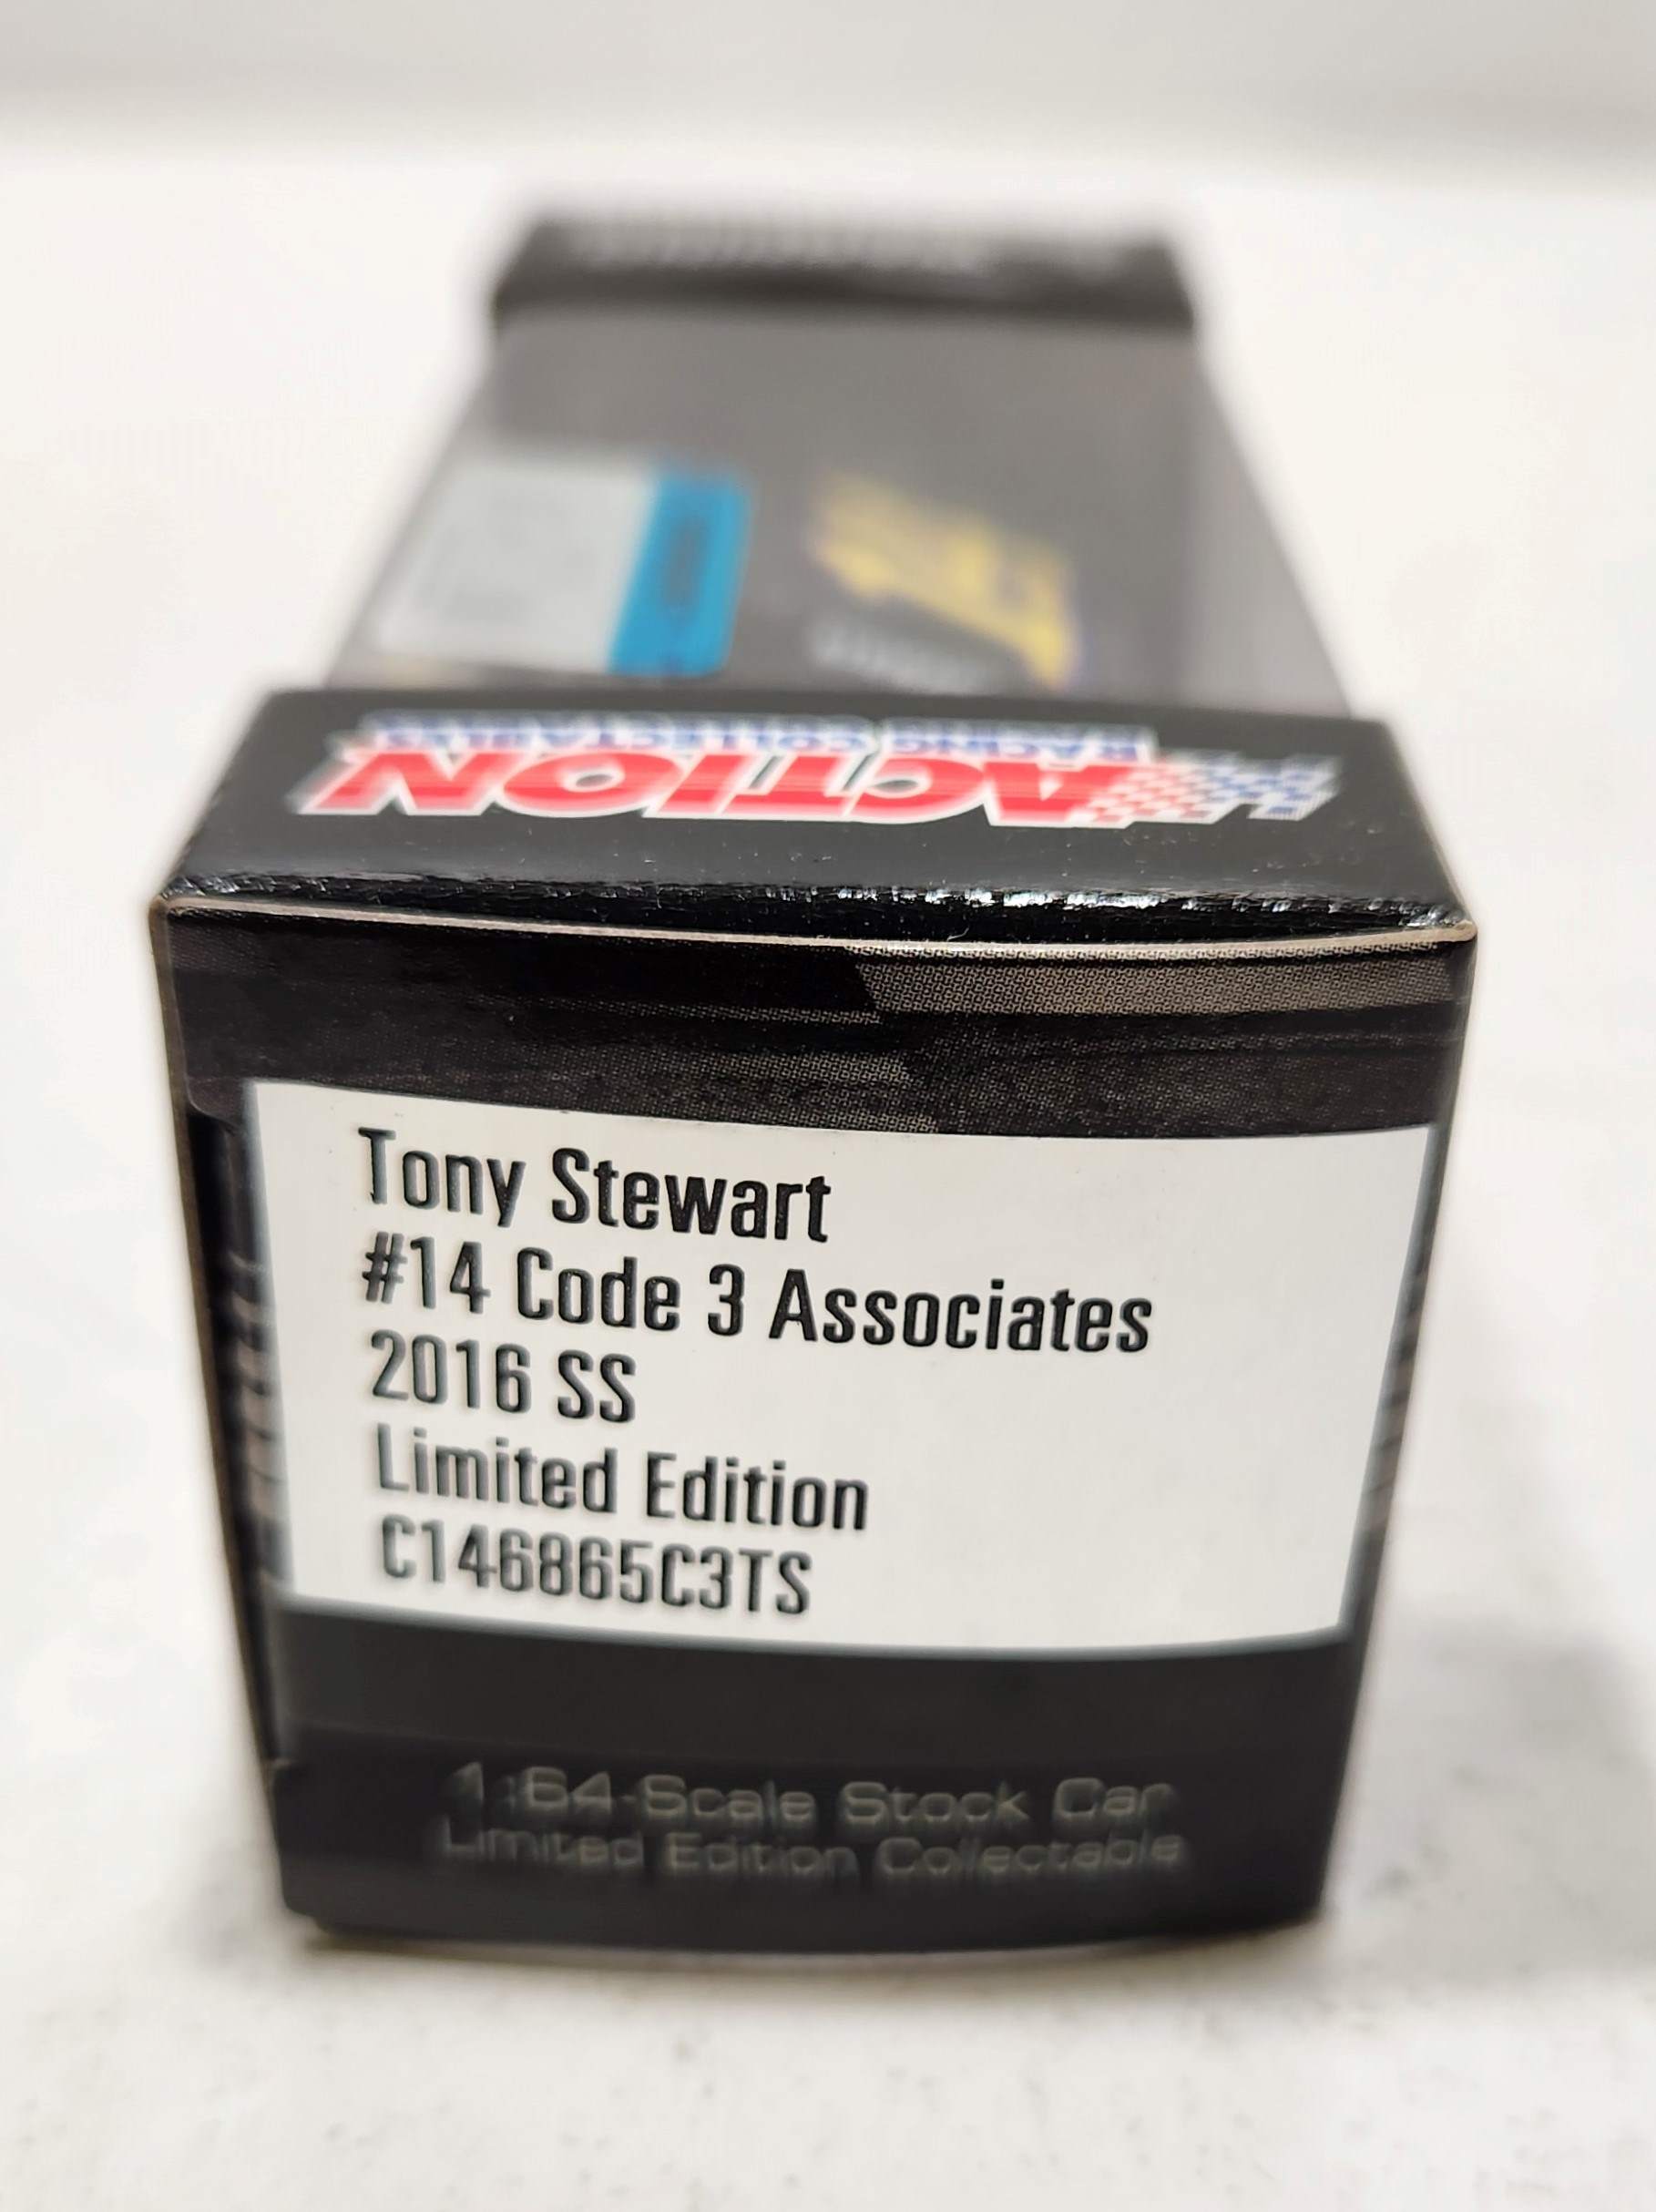 ACTION
RACING COLLECTABLES
Tony Stewart
#14 Code 3 Associates
2016 SS
Limited Edition
C146865C3TS
1:64-Scale Stock Car
Limited Edition Collectable